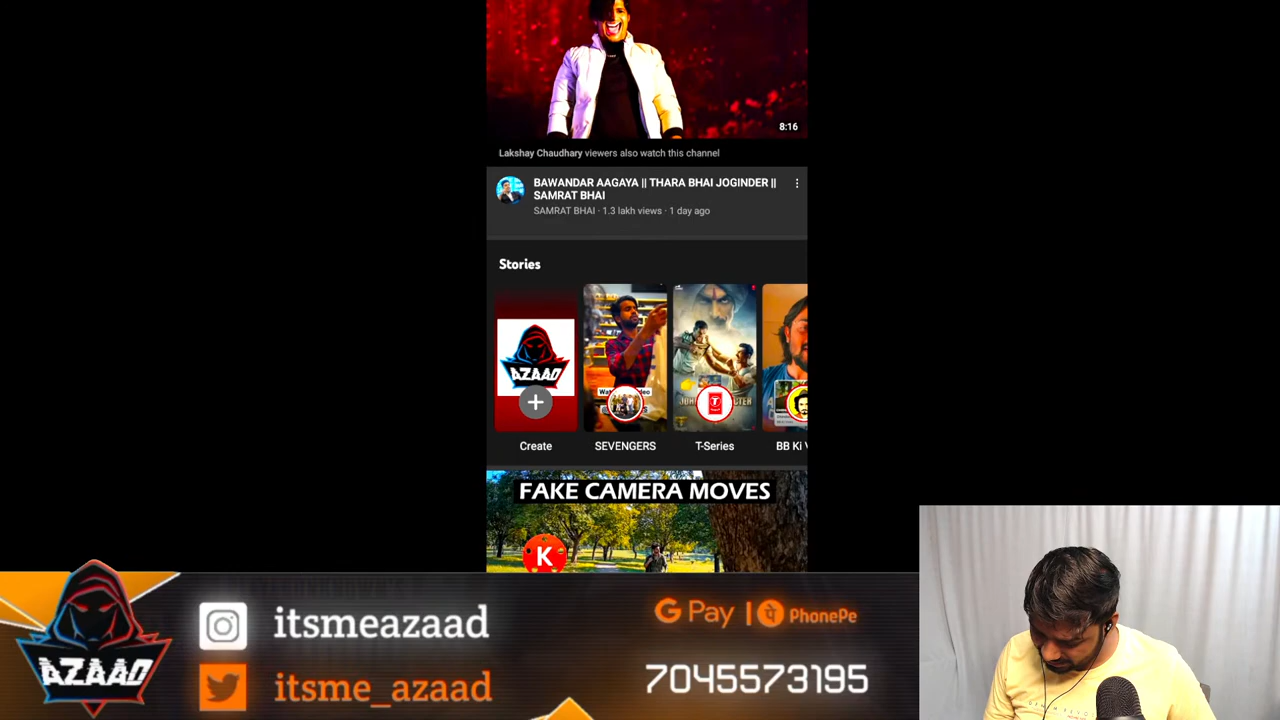 8:16
Lakshay Chaudhary viewers also watch this channel
BAWANDAR AAGAYA || THARA BHAI JOGINDER ||
SAMRAT BHAI
SAMRAT BHAI · 1.3 lakh views · 1 day ago
Stories
AZAAD
Create
SEVENGERS
T-Series
BB Ki
FAKE CAMERA MOVES
K
AZAAD
itsmeazaad
itsme_azaad
G Pay | पे PhonePe
7045573195